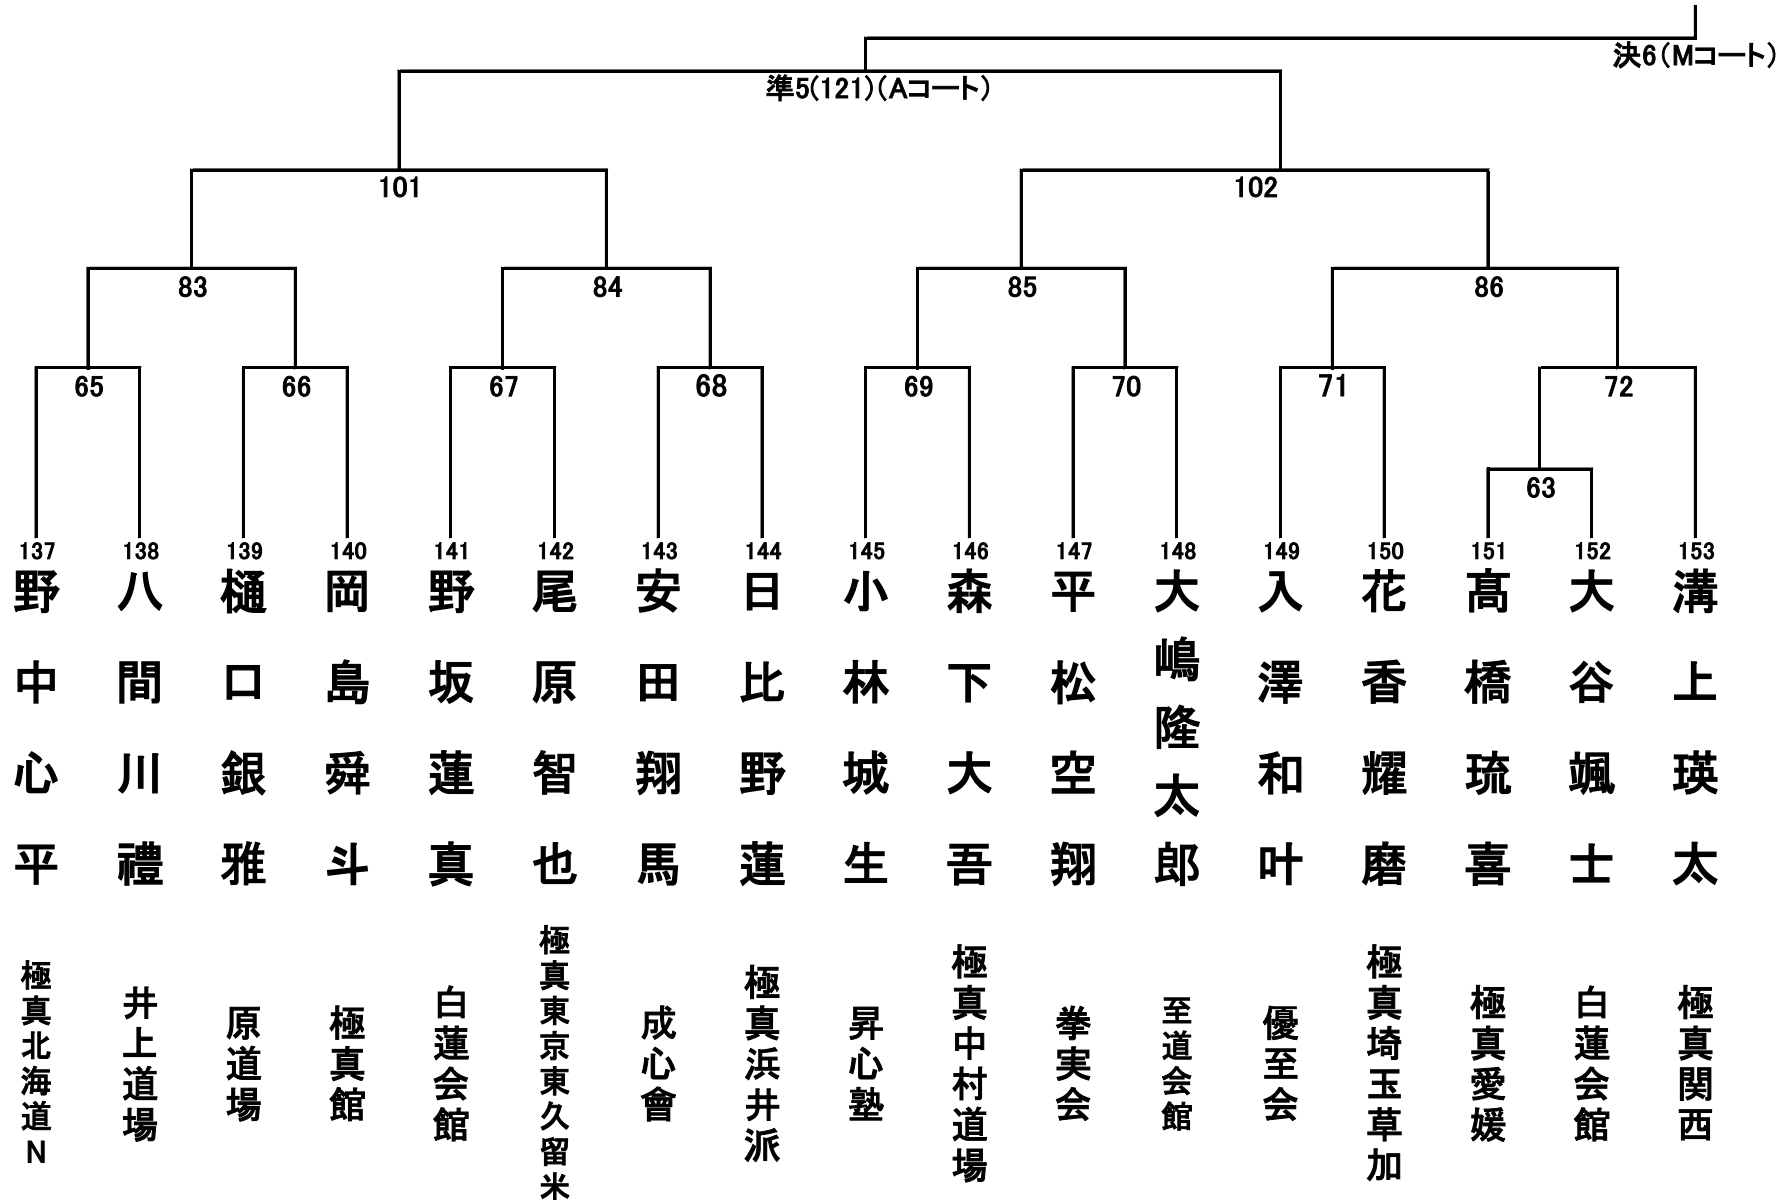 決6(Mコート)
準5(121)(Aコート)
101
102
83
84
85
86
65
66
67
68
69
70
71
72
63
137
138
139
140
141
142
143
144
145
146
147
148
149
150
151
152
153
野中心平
八間川禮
樋口銀雅
岡島舜斗
野坂蓮真
尾原智也
安田翔馬
日比野蓮
小林城生
森下大吾
平松空翔
大嶋隆太郎
入澤和叶
花香耀磨
髙橋琉喜
大谷颯士
溝上瑛太
極真北海道N
井上道場
原道場
極真館
白蓮会館
極真東京東久留米
成心會
極真浜井派
昇心塾
極真中村道場
拳実会
至道会館
優至会
極真埼玉草加
極真愛媛
白蓮会館
極真関西